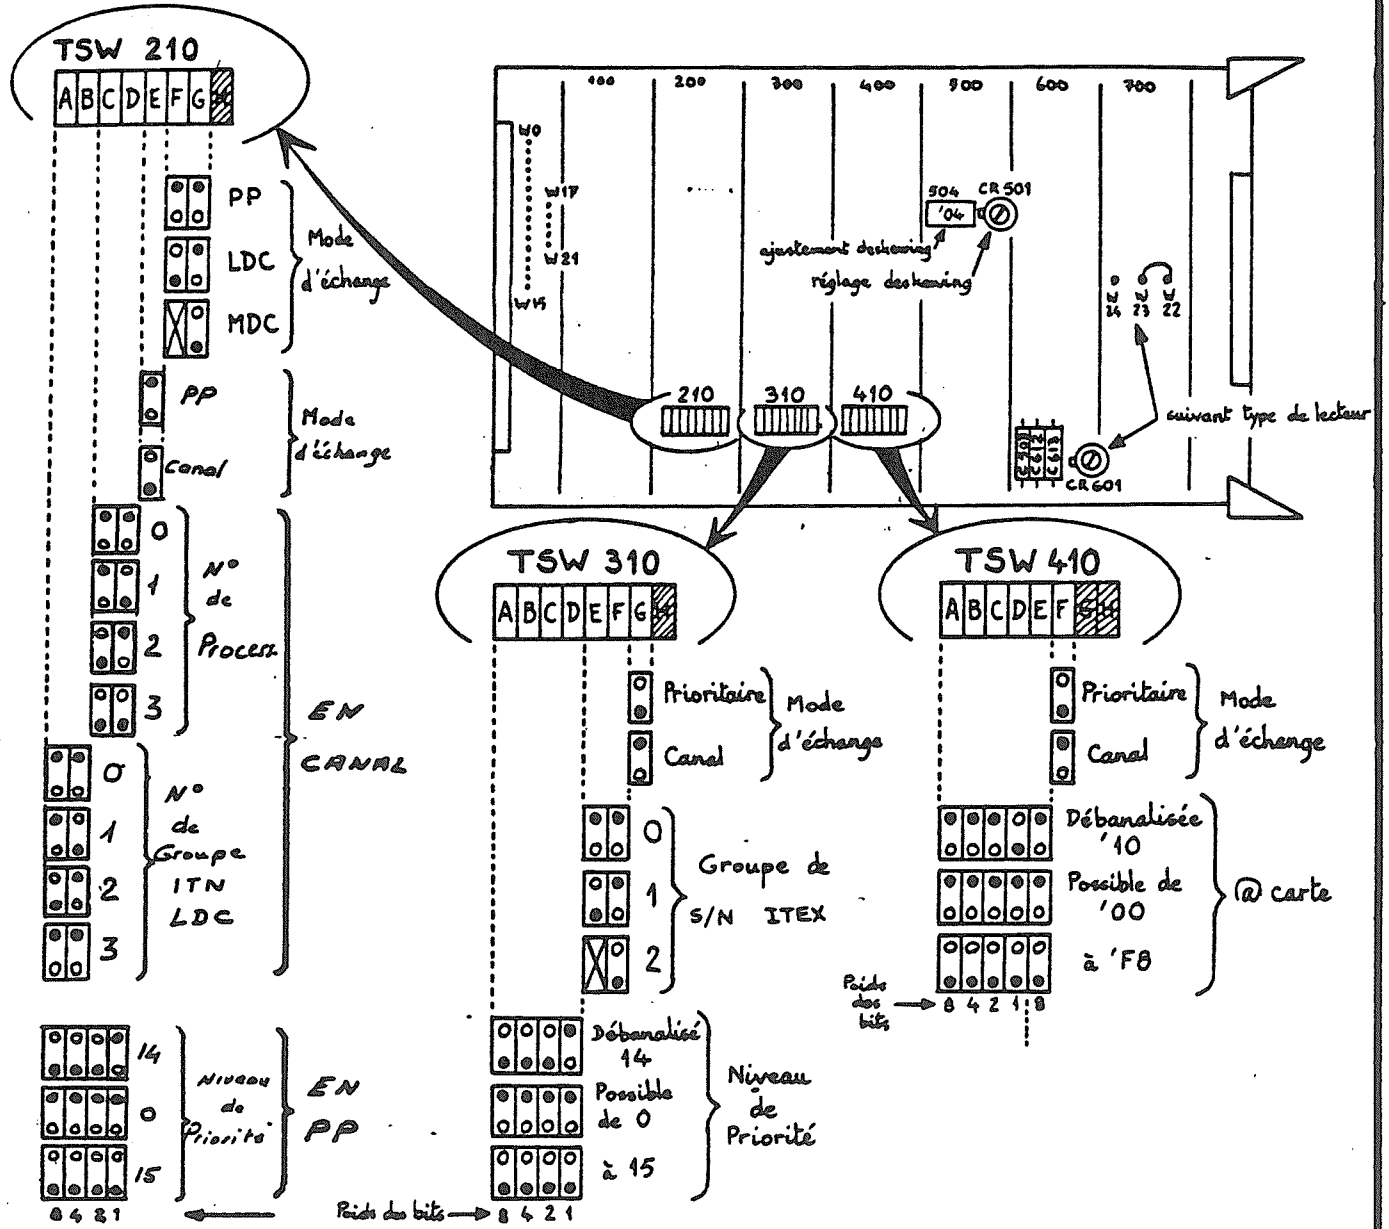 TSW 210
A B C D E F G H
PP
LDC
MDC
Mode
d'échange
PP
Canal
Mode
d'échange
0
1
2
3
N°
de
Process
0
1
2
3
N°
de
Groupe
ITN
LDC
EN
CANAL
14
0
15
8 4 2 1
Niveau
de
Priorité
EN
PP
100 200 300 400 500 600 700
W0
W17
W21
W15
504
'04
CR 501
ajustement deskewing
réglage deskewing
W 24
W 23
W 22
210
310
410
suivant type de lecteur
C 612
C 613
CR 601
TSW 310
A B C D E F G H
Prioritaire
Canal
Mode
d'échange
0
1
2
Groupe de
S/N ITEX
Débanalisé
14
Possible
de 0
à 15
Niveau
de
Priorité
Poids des bits
8 4 2 1
TSW 410
A B C D E F G H
Prioritaire
Canal
Mode
d'échange
Débanalisée
'10
Possible de
'00
à 'F8
@ carte
Poids
des
bits
8 4 2 1 8